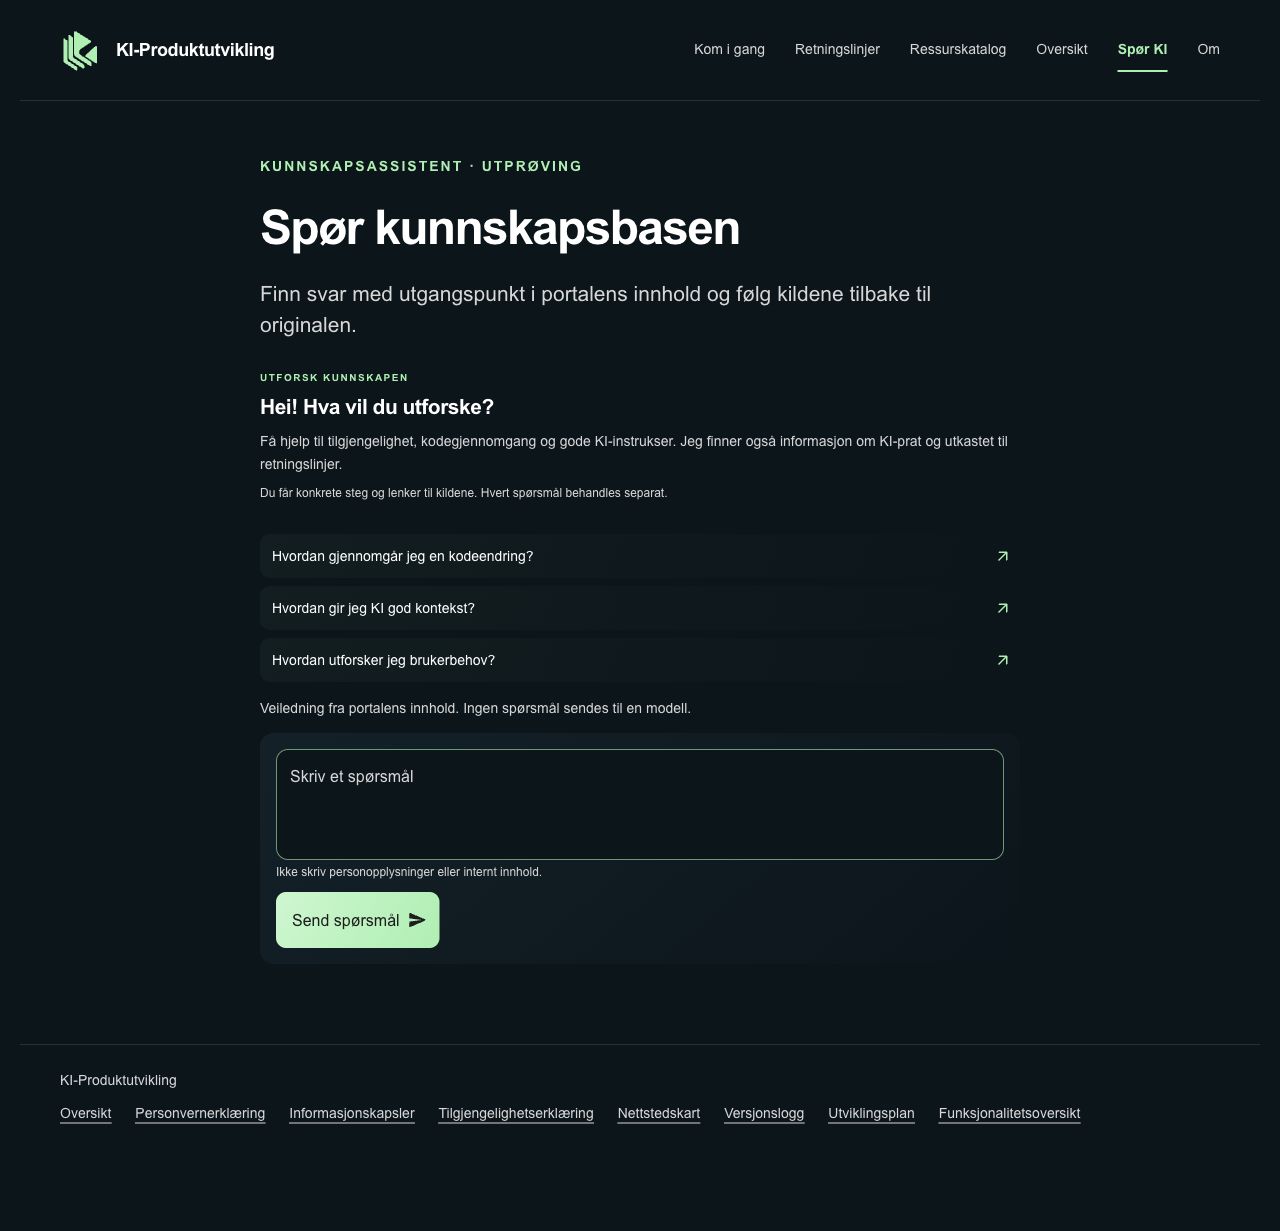 KI-Produktutvikling
Kom i gang
Retningslinjer
Ressurskatalog
Oversikt
Spør KI
Om
KUNNSKAPSASSISTENT · UTPRØVING
Spør kunnskapsbasen
Finn svar med utgangspunkt i portalens innhold og følg kildene tilbake til
originalen.
UTFORSK KUNNSKAPEN
Hei! Hva vil du utforske?
Få hjelp til tilgjengelighet, kodegjennomgang og gode KI-instrukser. Jeg finner også informasjon om KI-prat og utkastet til
retningslinjer.
Du får konkrete steg og lenker til kildene. Hvert spørsmål behandles separat.
Hvordan gjennomgår jeg en kodeendring?
Hvordan gir jeg KI god kontekst?
Hvordan utforsker jeg brukerbehov?
Veiledning fra portalens innhold. Ingen spørsmål sendes til en modell.
Skriv et spørsmål
Ikke skriv personopplysninger eller internt innhold.
Send spørsmål
KI-Produktutvikling
Oversikt
Personvernerklæring
Informasjonskapsler
Tilgjengelighetserklæring
Nettstedskart
Versjonslogg
Utviklingsplan
Funksjonalitetsoversikt